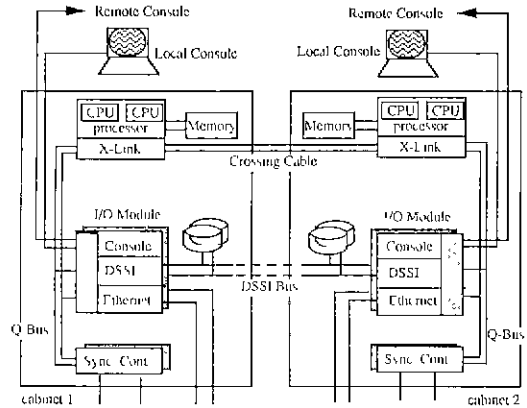 Remote Console
Local Console
CPU CPU
processor
X-Link
Memory
Crossing Cable
I/O Module
Console
DSSI
Ethernet
Q-Bus
Sync. Cont
cabinet 1
DSSI Bus
Remote Console
Local Console
CPU CPU
processor
X-Link
Memory
I/O Module
Console
DSSI
Ethernet
Q-Bus
Sync. Cont
cabinet 2